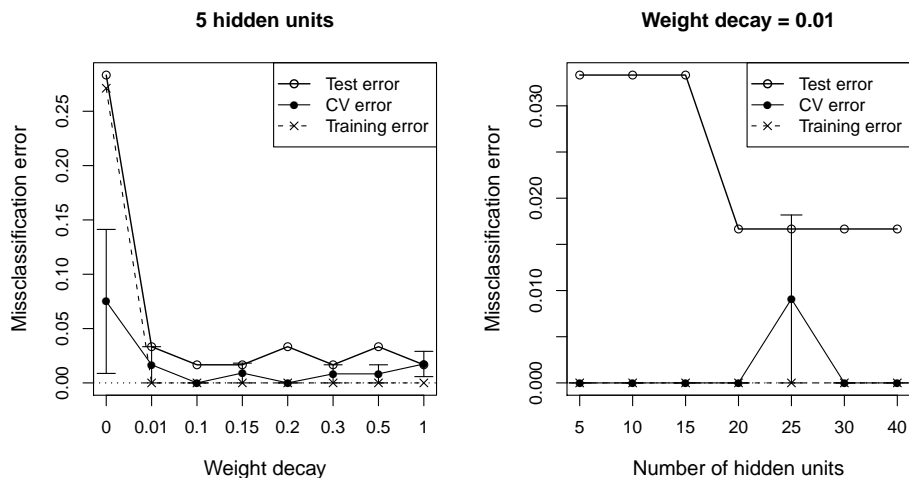 5 hidden units
Test error
CV error
Training error
Missclassification error
0.00
0.05
0.10
0.15
0.20
0.25
0 0.01 0.1 0.15 0.2 0.3 0.5 1
Weight decay
Weight decay = 0.01
Test error
CV error
Training error
Missclassification error
0.000
0.010
0.020
0.030
5 10 15 20 25 30 40
Number of hidden units